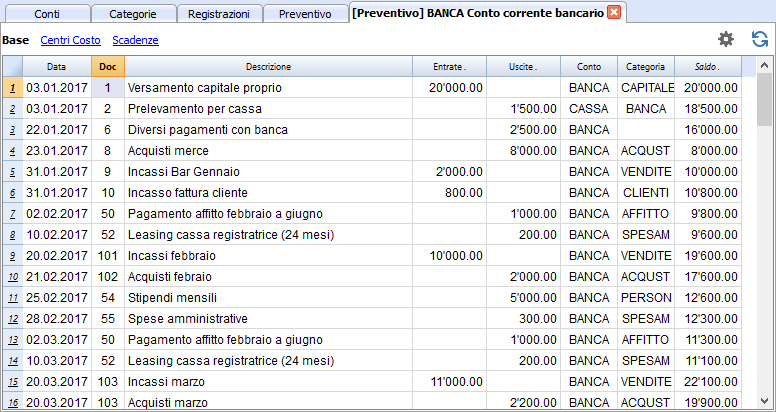 Conti Categorie Registrazioni Preventivo [Preventivo] BANCA Conto corrente bancario
Base Centri Costo Scadenze
Data Doc Descrizione Entrate . Uscite . Conto Categoria Saldo .
1 03.01.2017 1 Versamento capitale proprio 20'000.00 BANCA CAPITALE 20'000.00
2 03.01.2017 2 Prelevamento per cassa 1'500.00 CASSA BANCA 18'500.00
3 22.01.2017 6 Diversi pagamenti con banca 2'500.00 BANCA 16'000.00
4 23.01.2017 8 Acquisti merce 8'000.00 BANCA ACQUST 8'000.00
5 31.01.2017 9 Incassi Bar Gennaio 2'000.00 BANCA VENDITE 10'000.00
6 31.01.2017 10 Incasso fattura cliente 800.00 BANCA CLIENTI 10'800.00
7 02.02.2017 50 Pagamento affitto febbraio a giugno 1'000.00 BANCA AFFITTO 9'800.00
8 10.02.2017 52 Leasing cassa registratrice (24 mesi) 200.00 BANCA SPESAM 9'600.00
9 20.02.2017 101 Incassi febbraio 10'000.00 BANCA VENDITE 19'600.00
10 21.02.2017 102 Acquisti febraio 2'000.00 BANCA ACQUST 17'600.00
11 25.02.2017 54 Stipendi mensili 5'000.00 BANCA PERSON 12'600.00
12 28.02.2017 55 Spese amministrative 300.00 BANCA SPESAM 12'300.00
13 02.03.2017 50 Pagamento affitto febbraio a giugno 1'000.00 BANCA AFFITTO 11'300.00
14 10.03.2017 52 Leasing cassa registratrice (24 mesi) 200.00 BANCA SPESAM 11'100.00
15 20.03.2017 103 Incassi marzo 11'000.00 BANCA VENDITE 22'100.00
16 20.03.2017 103 Acquisti marzo 2'200.00 BANCA ACQUST 19'900.00